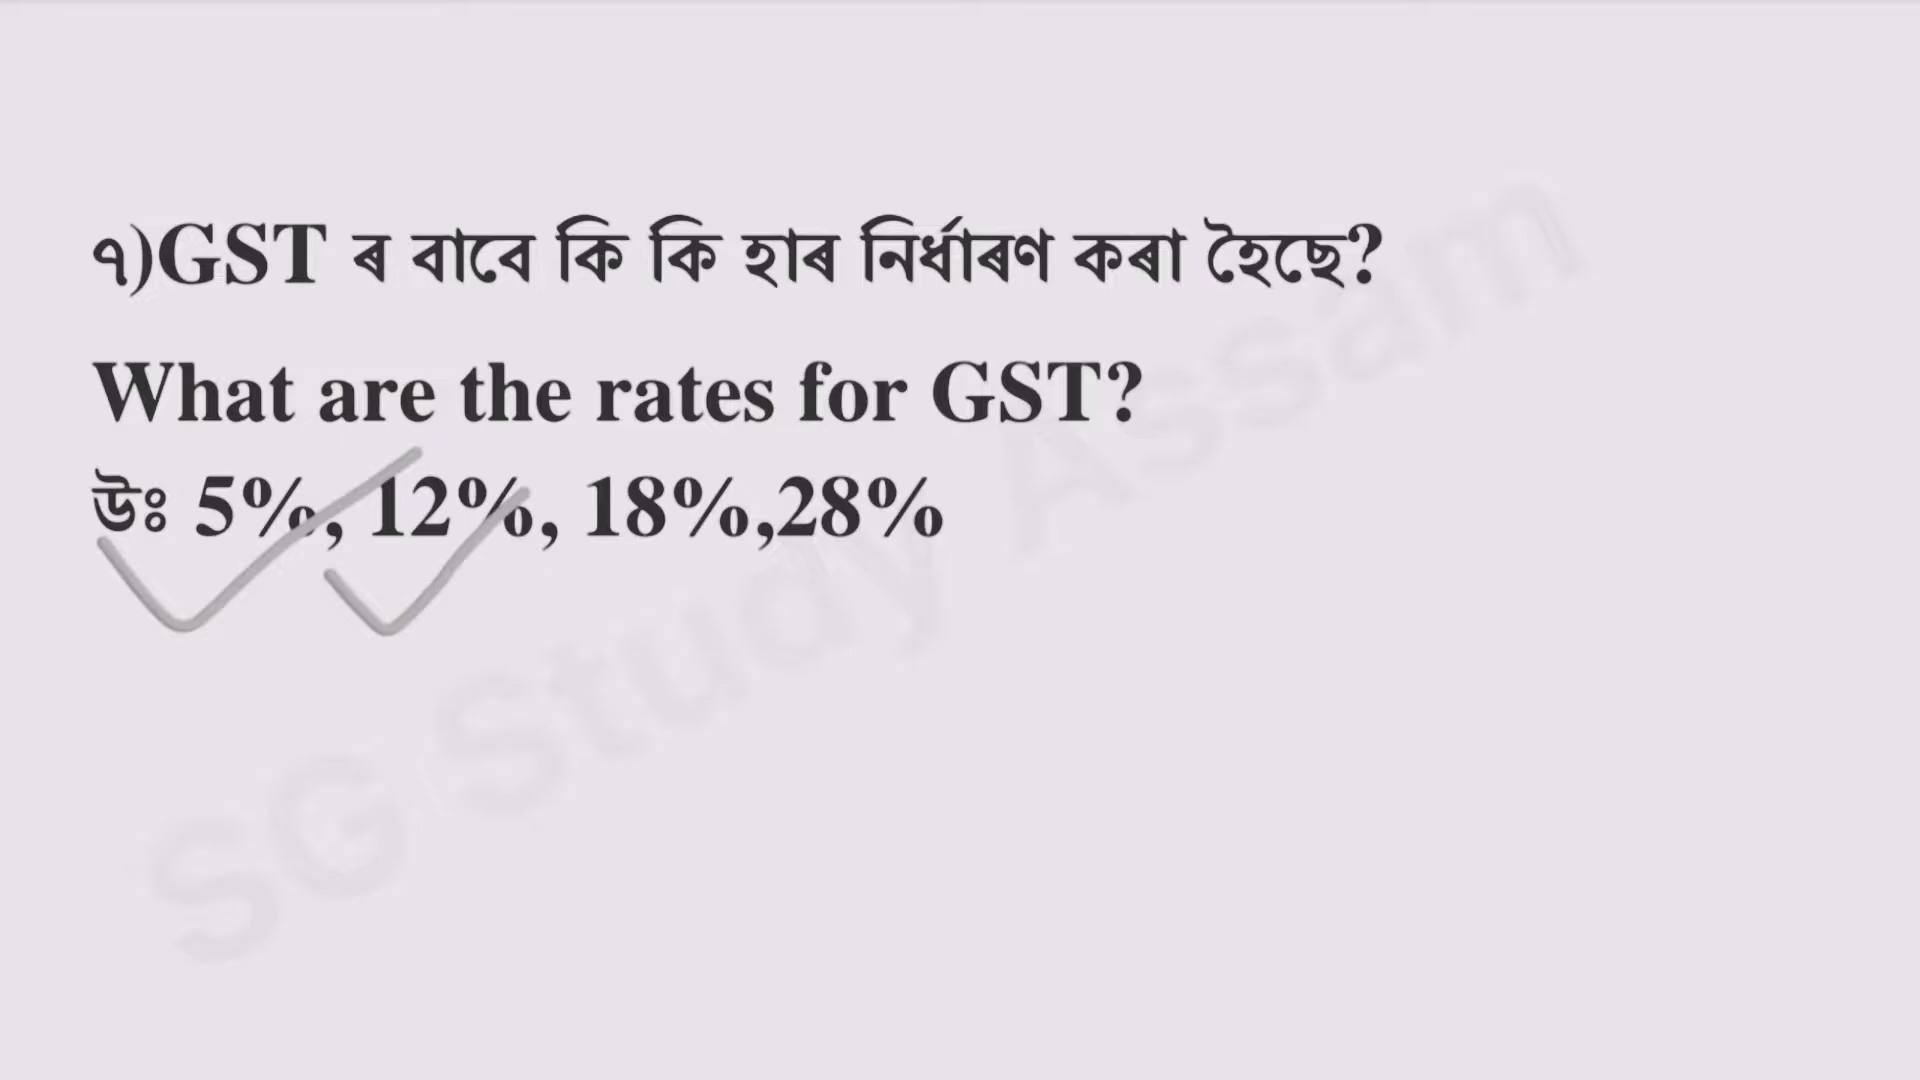 ৭)GST ৰ বাবে কি কি হাৰ নিৰ্ধাৰণ কৰা হৈছে?
What are the rates for GST?
উঃ 5%, 12%, 18%,28%
SG Study Assam